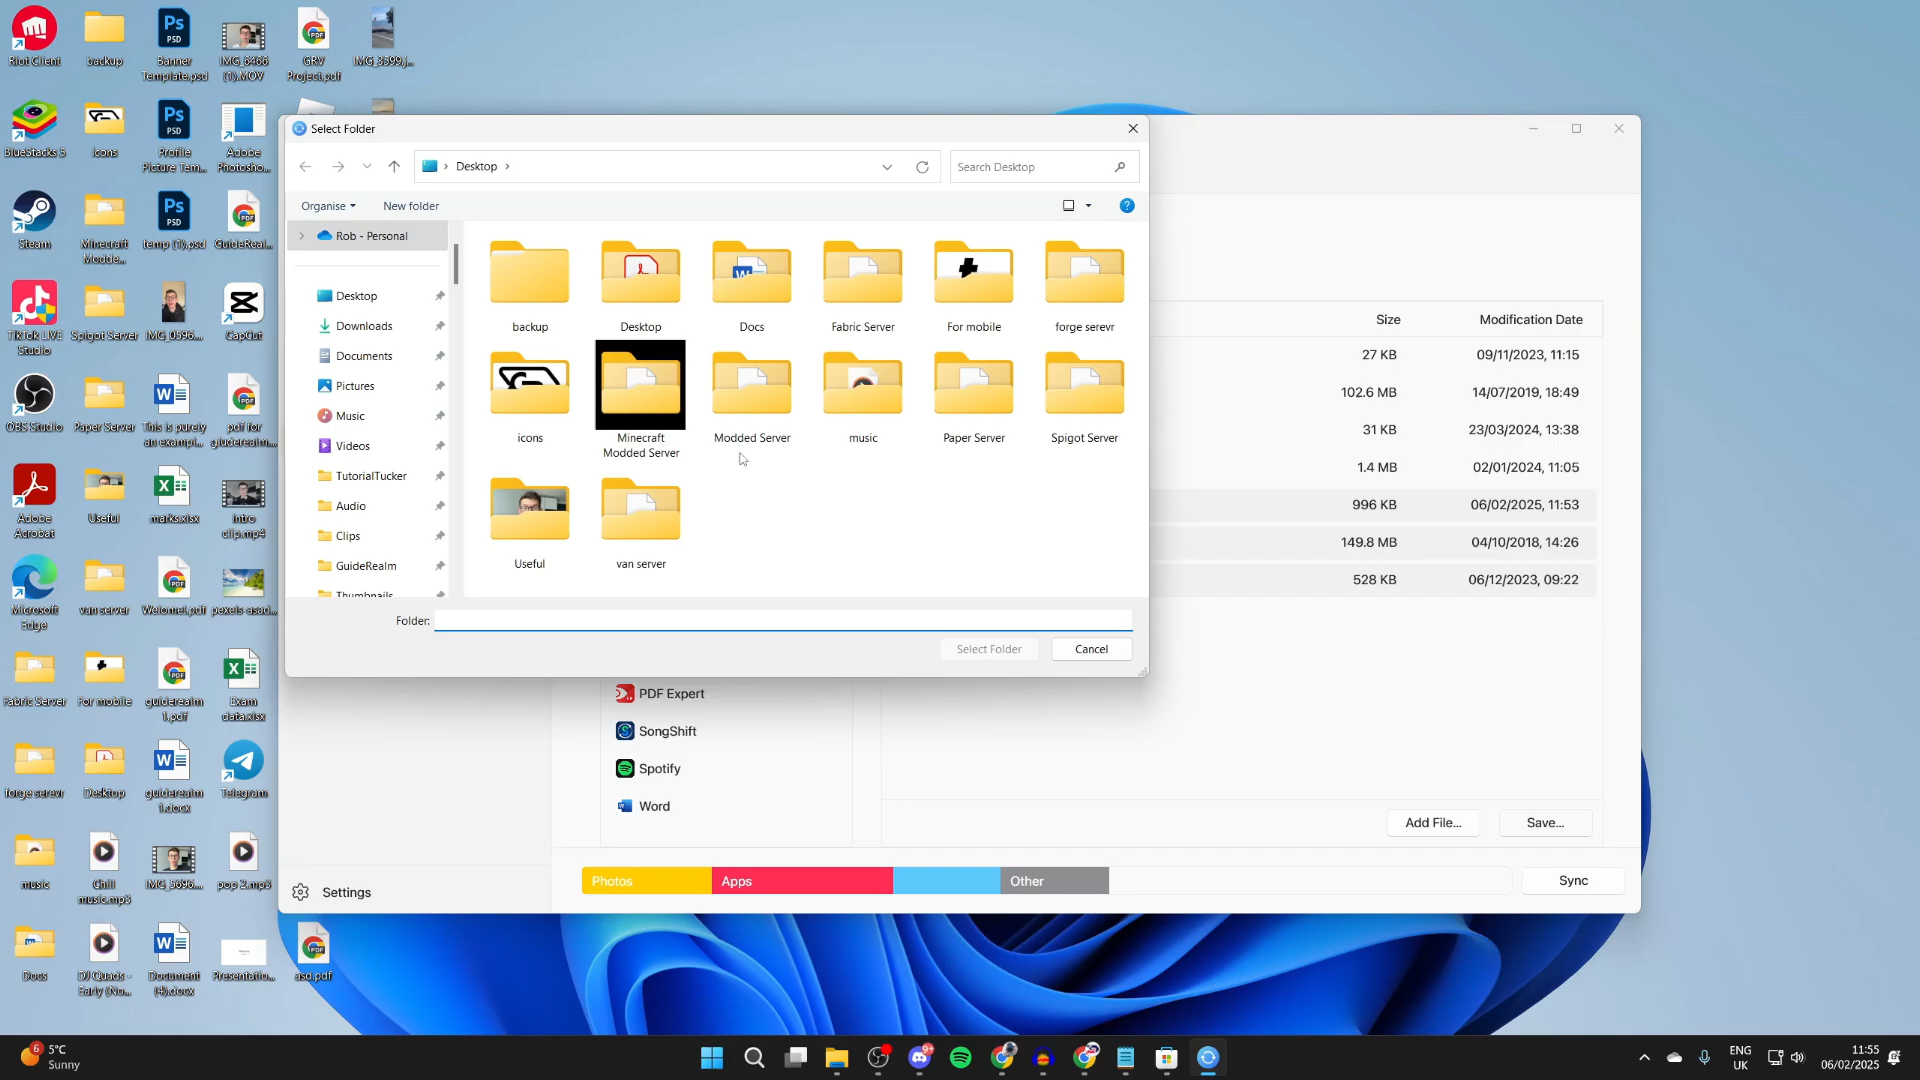 Riot Client
backup
Banner
Template.psd
IMG_6466
(1).MOV
GRV
Project.pdf
IMG_3599.j...
BlueStacks 5
icons
Profile
Picture Tem...
Adobe
Photosho...
Steam
Minecraft
Modde...
temp (1).psd
GuideReal...
TikTok LIVE
Studio
Spigot Server
IMG_0596...
CapCut
OBS Studio
Paper Server
This is purely
an exampl...
pdf for
Adobe
Acrobat
Useful
marks.xlsx
Intro
clip.mp4
Microsoft
Edge
van server
Welome!.pdf
pexels-asad...
Fabric Server
For mobile
guiderealm
1.pdf
Exam
data.xlsx
forge serevr
Desktop
guiderealm
1.docx
Telegram
music
Chill
music.mp3
IMG_5696...
pop 2.mp3
Docs
DJ Quads -
Early (No...
Document
(4).docx
Presentatio...
asd.pdf
Select Folder
Desktop
Search Desktop
Organise
New folder
Rob - Personal
Desktop
Downloads
Documents
Pictures
Music
Videos
TutorialTucker
Audio
Clips
GuideRealm
Thumbnails
backup
Desktop
Docs
Fabric Server
For mobile
forge serevr
icons
Minecraft
Modded Server
Modded Server
music
Paper Server
Spigot Server
Useful
van server
Folder:
Select Folder
Cancel
Size
Modification Date
27 KB
09/11/2023, 11:15
102.6 MB
14/07/2019, 18:49
31 KB
23/03/2024, 13:38
1.4 MB
02/01/2024, 11:05
996 KB
06/02/2025, 11:53
149.8 MB
04/10/2018, 14:26
528 KB
06/12/2023, 09:22
PDF Expert
SongShift
Spotify
Word
Add File...
Save...
Settings
Photos
Apps
Other
Sync
6
5°C
Sunny
9+
ENG
UK
11:55
06/02/2025